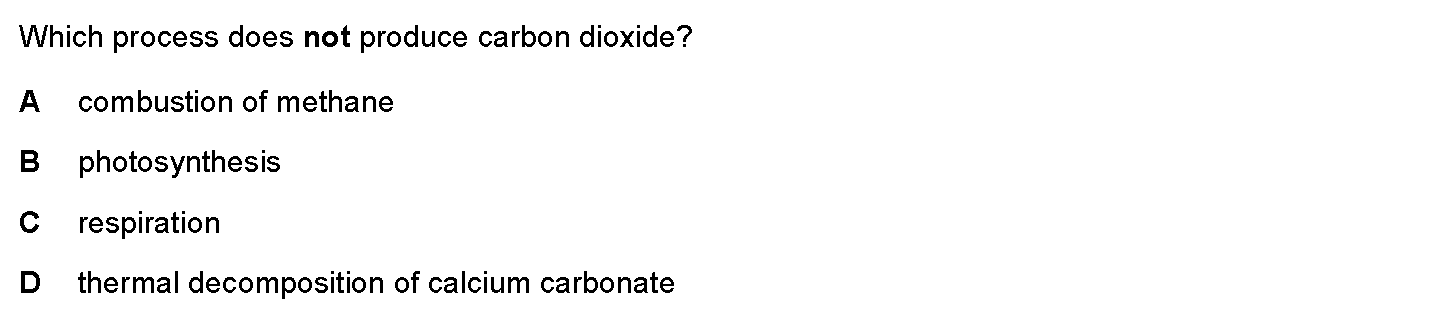 Which process does not produce carbon dioxide?
A combustion of methane
B photosynthesis
C respiration
D thermal decomposition of calcium carbonate